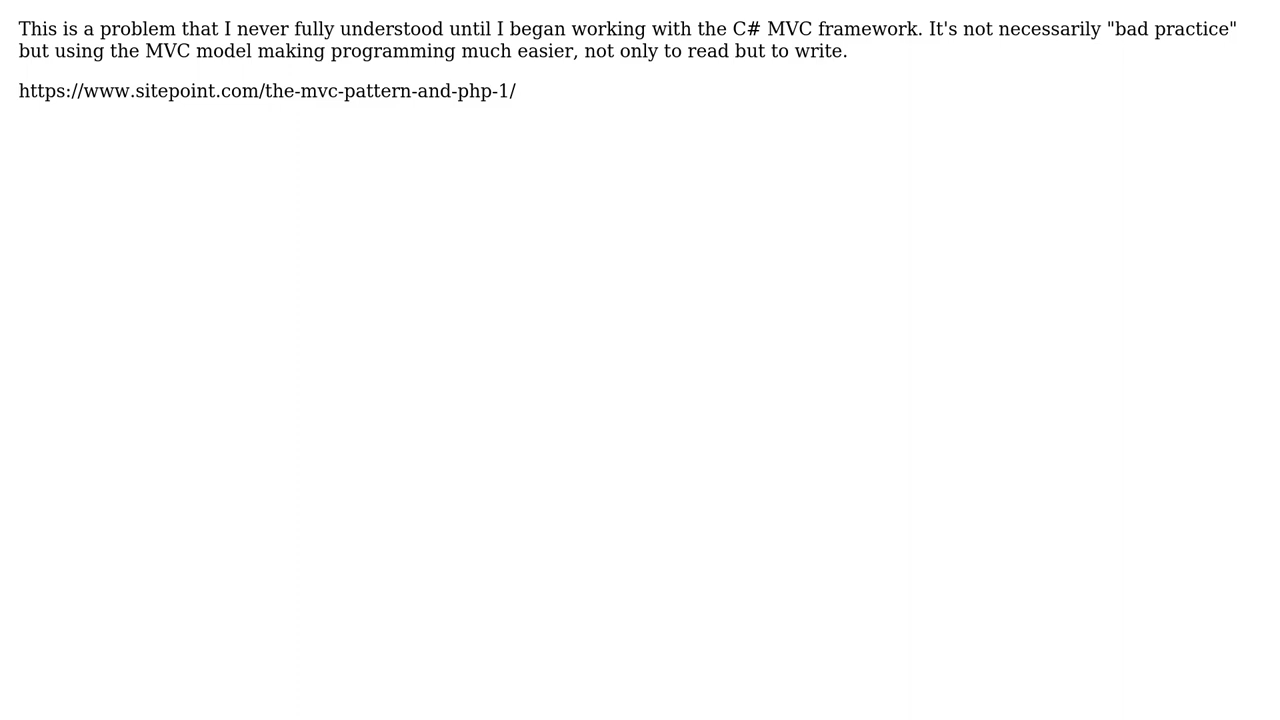 This is a problem that I never fully understood until I began working with the C# MVC framework. It's not necessarily "bad practice"
but using the MVC model making programming much easier, not only to read but to write.
https://www.sitepoint.com/the-mvc-pattern-and-php-1/